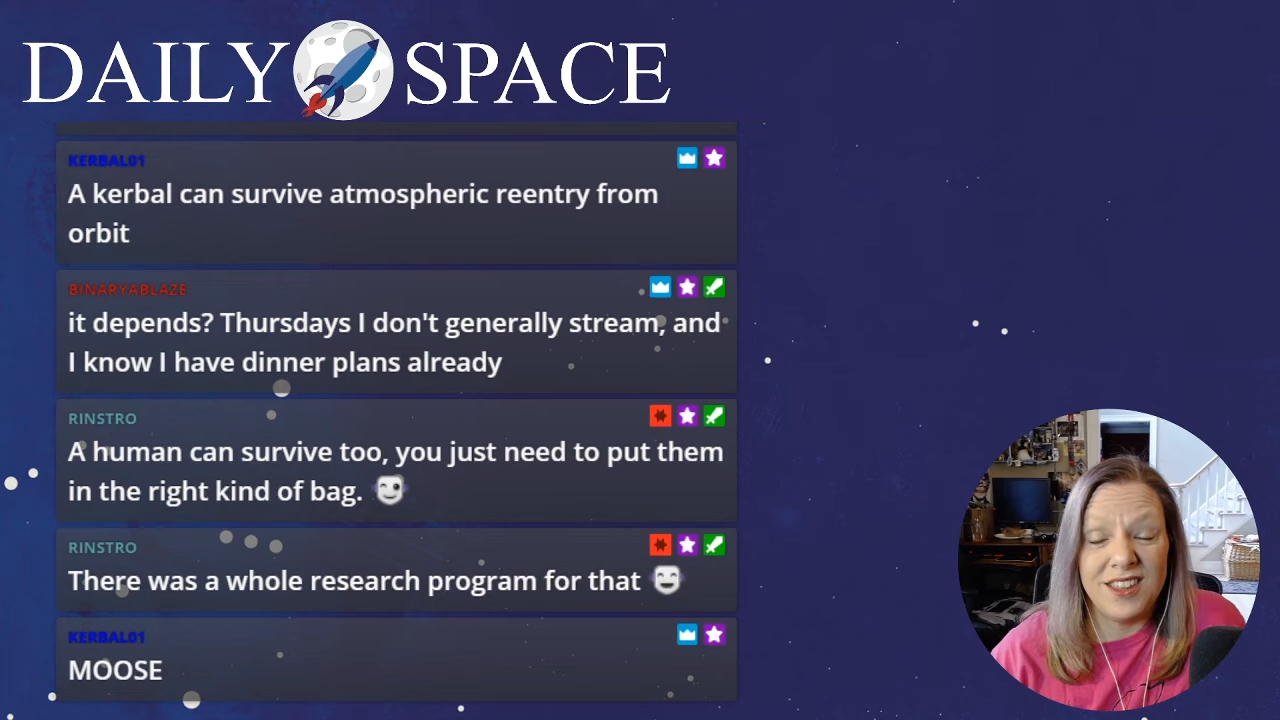 DAILY SPACE
KERBAL01
A kerbal can survive atmospheric reentry from
orbit
BINARYABLAZE
it depends? Thursdays I don't generally stream, and
I know I have dinner plans already
RINSTRO
A human can survive too, you just need to put them
in the right kind of bag.
RINSTRO
There was a whole research program for that
KERBAL01
MOOSE